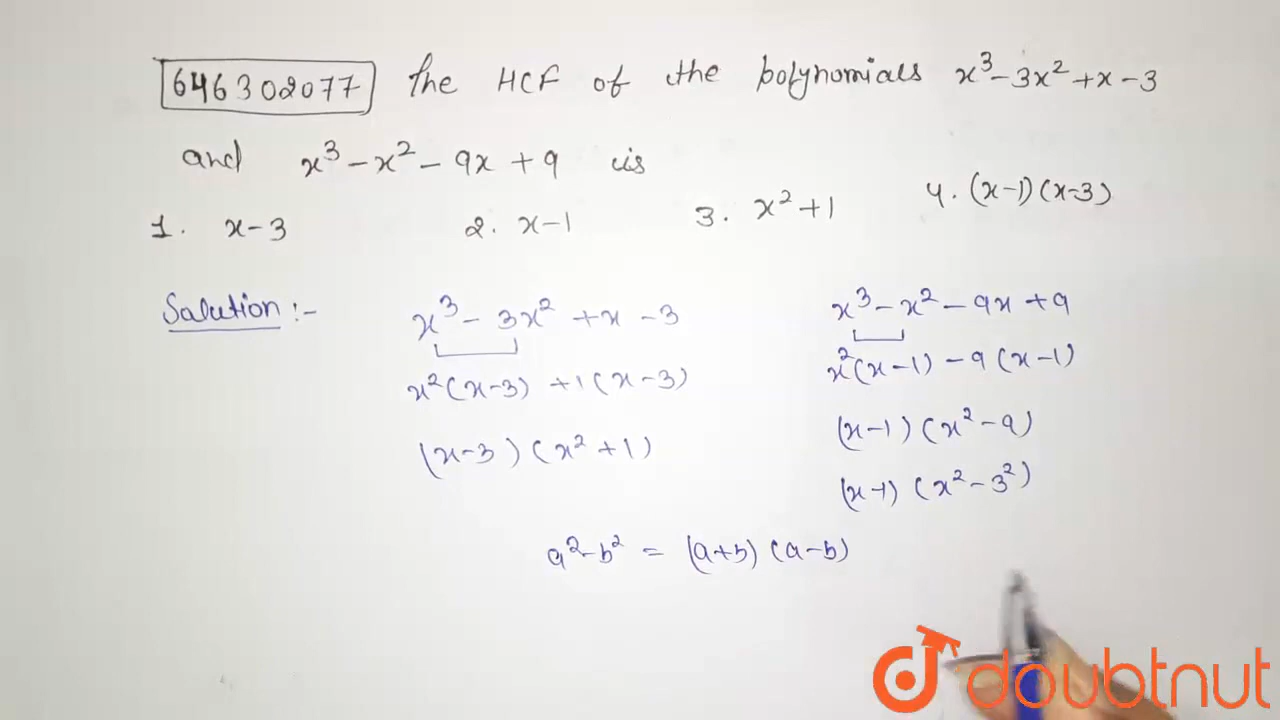 646302077 The HCF of the polynomials x³-3x²+x-3
and x³-x²-9x+9 is
1. x-3 2. x-1 3. x²+1 4. (x-1)(x-3)
Solution :- x³-3x²+x-3 x³-x²-9x+9
x²(x-3)+1(x-3) x²(x-1)-9(x-1)
(x-3)(x²+1) (x-1)(x²-9)
(x-1)(x²-3²)
a²-b² = (a+b)(a-b)
doubtnut